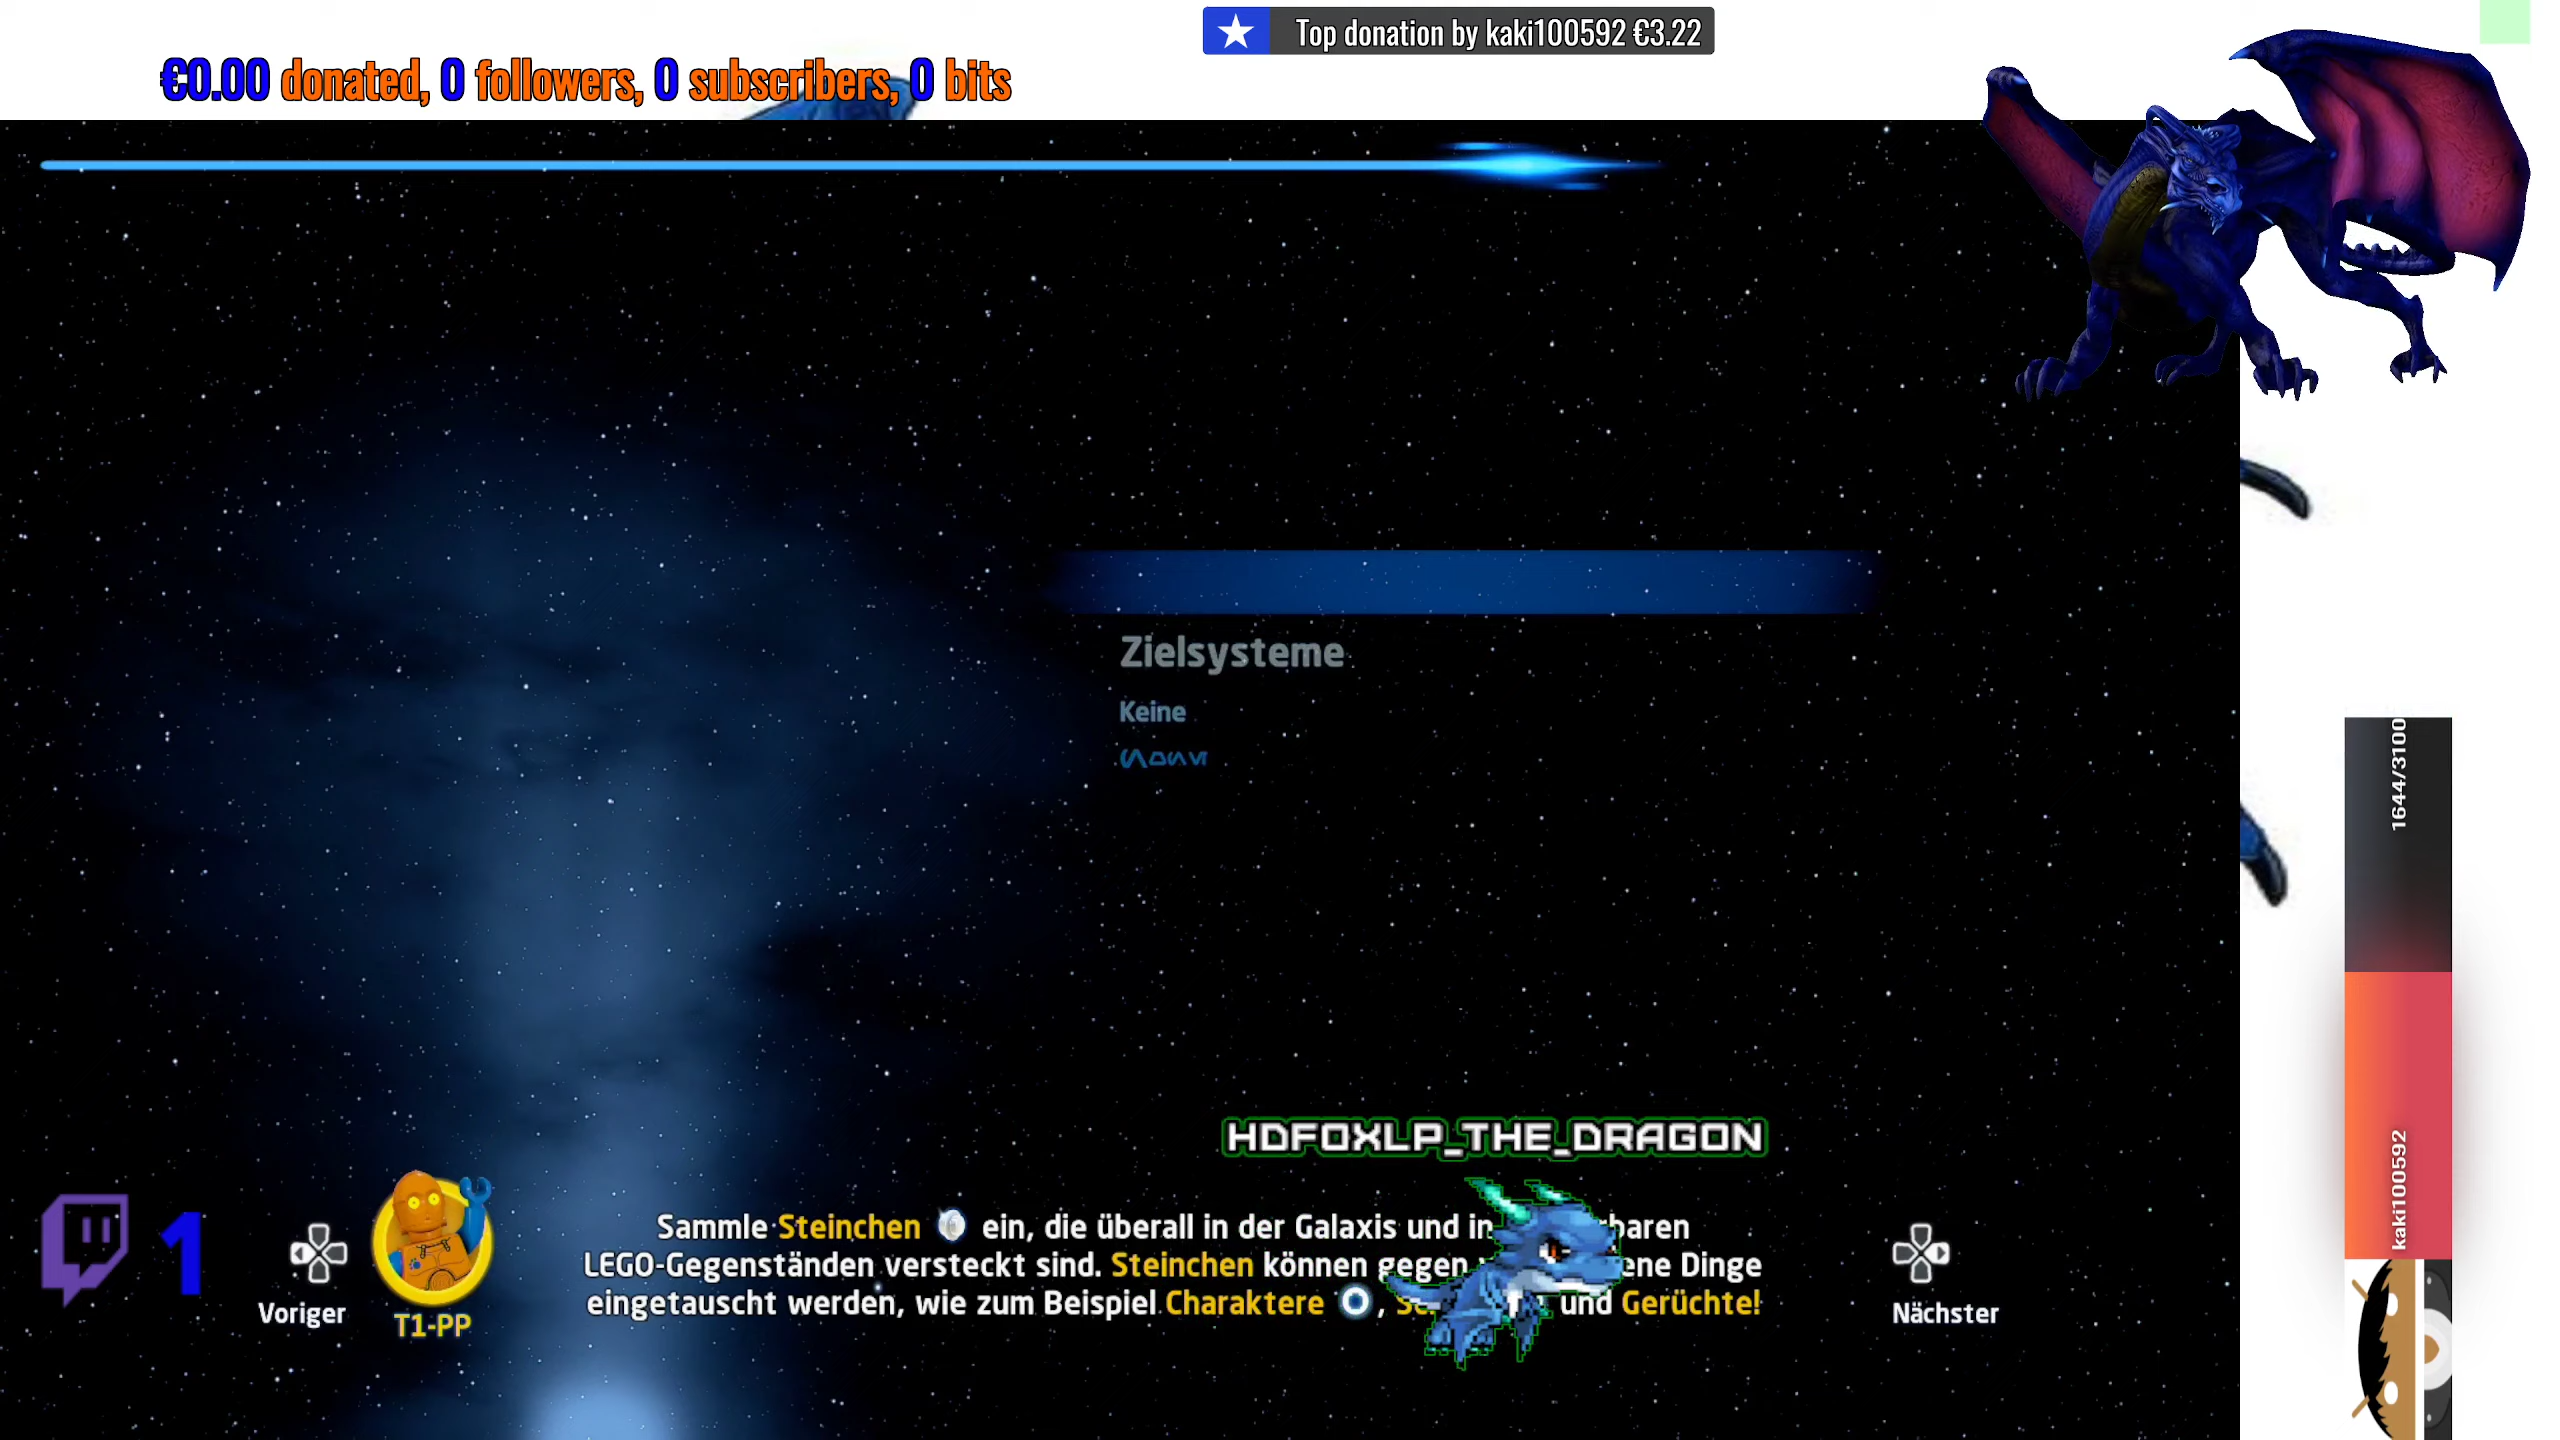 Top donation by kaki100592 €3.22
€0.00 donated, 0 followers, 0 subscribers, 0 bits
Zielsysteme
Keine
1644/3100
kaki100592
HDFOXLP_THE_DRAGON
1
Voriger
T1-PP
Sammle Steinchen ein, die überall in der Galaxis und in
LEGO-Gegenständen versteckt sind. Steinchen können gegen Dinge
eingetauscht werden, wie zum Beispiel Charaktere , und Gerüchte!
Nächster